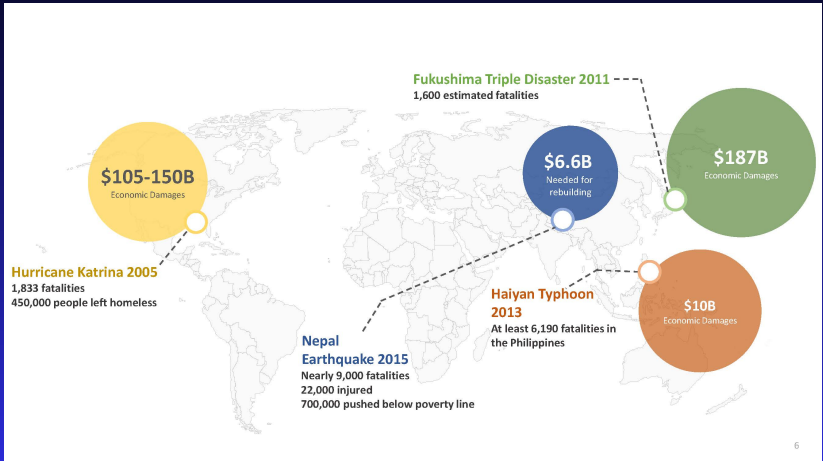 Fukushima Triple Disaster 2011
1,600 estimated fatalities
$187B
Economic Damages
$6.6B
Needed for
rebuilding
$105-150B
Economic Damages
Hurricane Katrina 2005
1,833 fatalities
450,000 people left homeless
Haiyan Typhoon
2013
At least 6,190 fatalities in
the Philippines
$10B
Economic Damages
Nepal
Earthquake 2015
Nearly 9,000 fatalities
22,000 injured
700,000 pushed below poverty line
6